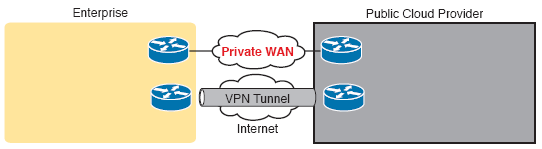 Enterprise
Public Cloud Provider
Private WAN
VPN Tunnel
Internet